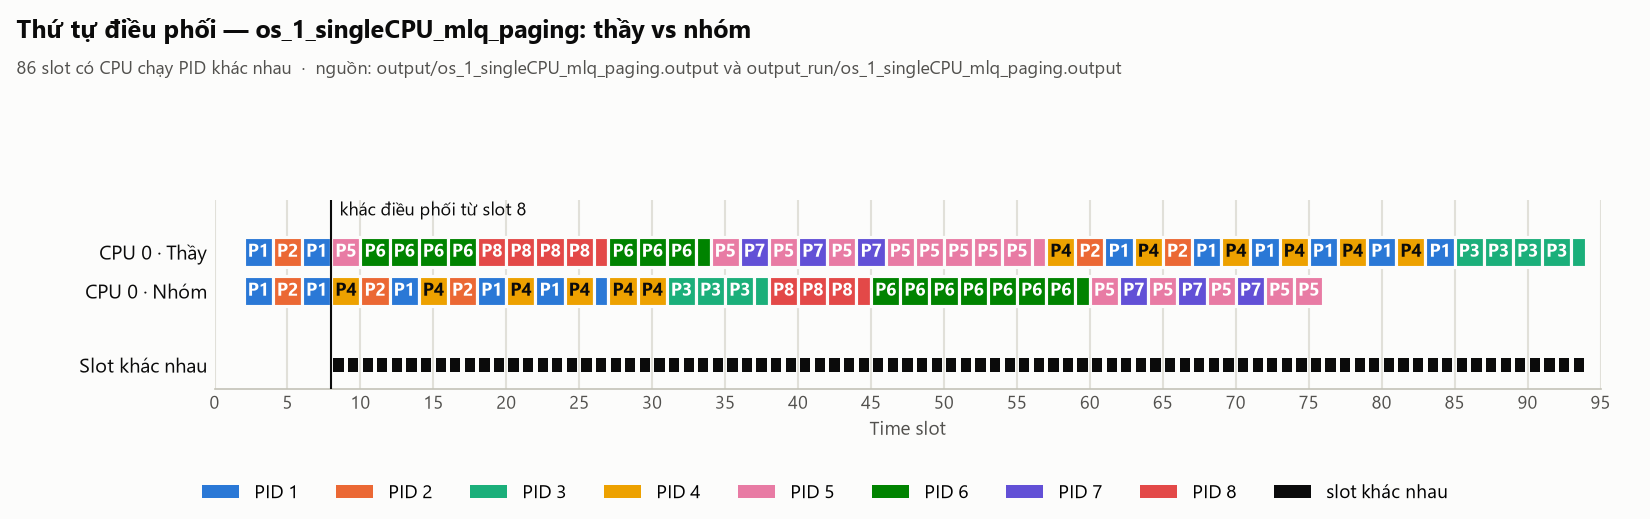 Thứ tự điều phối — os_1_singleCPU_mlq_paging: thầy vs nhóm
86 slot có CPU chạy PID khác nhau · nguồn: output/os_1_singleCPU_mlq_paging.output và output_run/os_1_singleCPU_mlq_paging.output
khác điều phối từ slot 8
CPU 0 · Thầy P1 P2 P1 P5 P6 P6 P6 P6 P8 P8 P8 P8 P6 P6 P6 P5 P7 P5 P7 P5 P7 P5 P5 P5 P5 P5 P4 P2 P1 P4 P2 P1 P4 P1 P4 P1 P4 P1 P4 P1 P3 P3 P3 P3
CPU 0 · Nhóm P1 P2 P1 P4 P2 P1 P4 P2 P1 P4 P1 P4 P4 P4 P3 P3 P3 P8 P8 P8 P6 P6 P6 P6 P6 P6 P6 P5 P7 P5 P7 P5 P7 P5 P5
Slot khác nhau
0 5 10 15 20 25 30 35 40 45 50 55 60 65 70 75 80 85 90 95
Time slot
PID 1 PID 2 PID 3 PID 4 PID 5 PID 6 PID 7 PID 8 slot khác nhau